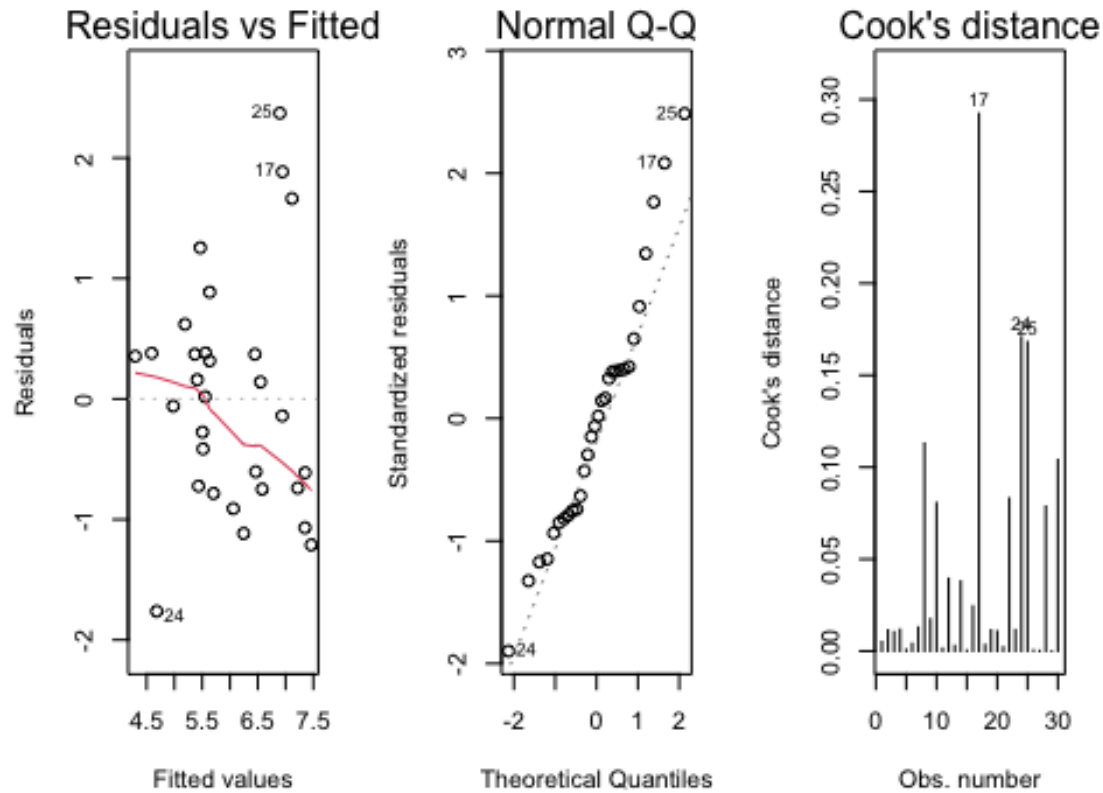 Residuals vs Fitted
25
17
24
2
1
0
-1
-2
4.5 5.5 6.5 7.5
Residuals
Fitted values
Normal Q-Q
25
17
24
3
2
1
0
-1
-2
-2 0 1 2
Standardized residuals
Theoretical Quantiles
Cook's distance
17
24
25
0.30
0.25
0.20
0.15
0.10
0.05
0.00
0 10 20 30
Cook's distance
Obs. number